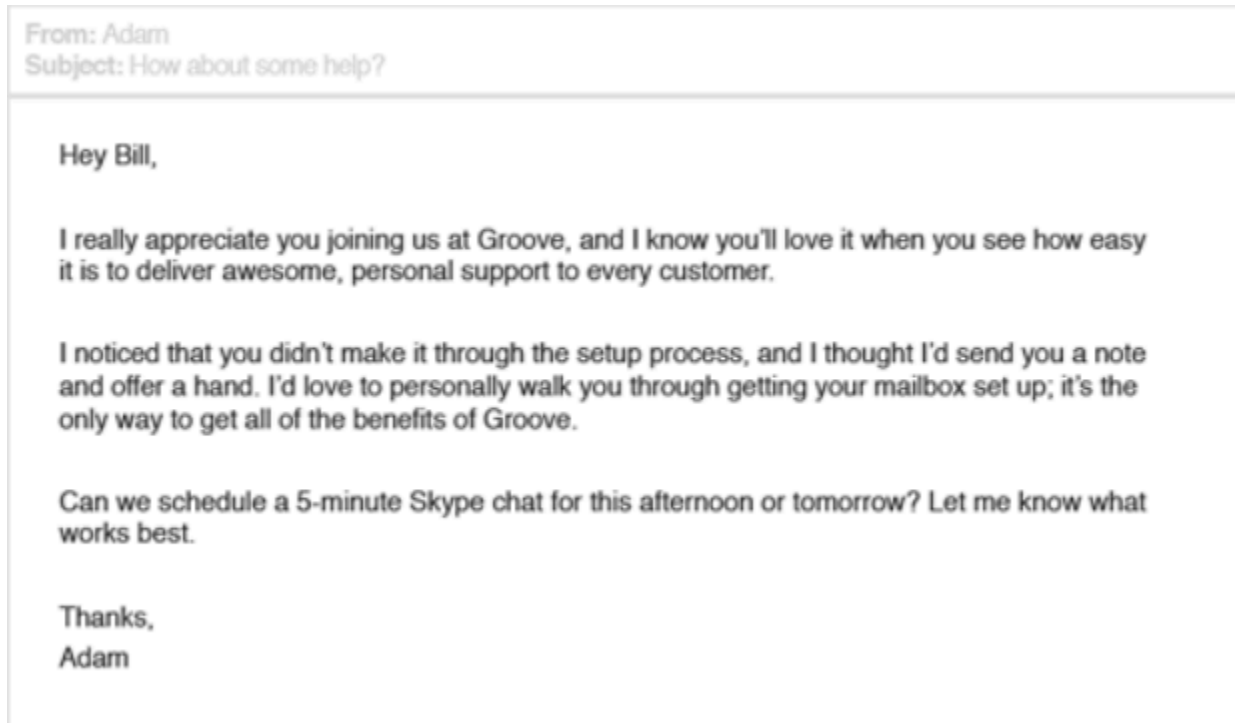 From: Adam
Subject: How about some help?
Hey Bill,
I really appreciate you joining us at Groove, and I know you'll love it when you see how easy
it is to deliver awesome, personal support to every customer.
I noticed that you didn't make it through the setup process, and I thought I'd send you a note
and offer a hand. I'd love to personally walk you through getting your mailbox set up; it's the
only way to get all of the benefits of Groove.
Can we schedule a 5-minute Skype chat for this afternoon or tomorrow? Let me know what
works best.
Thanks,
Adam